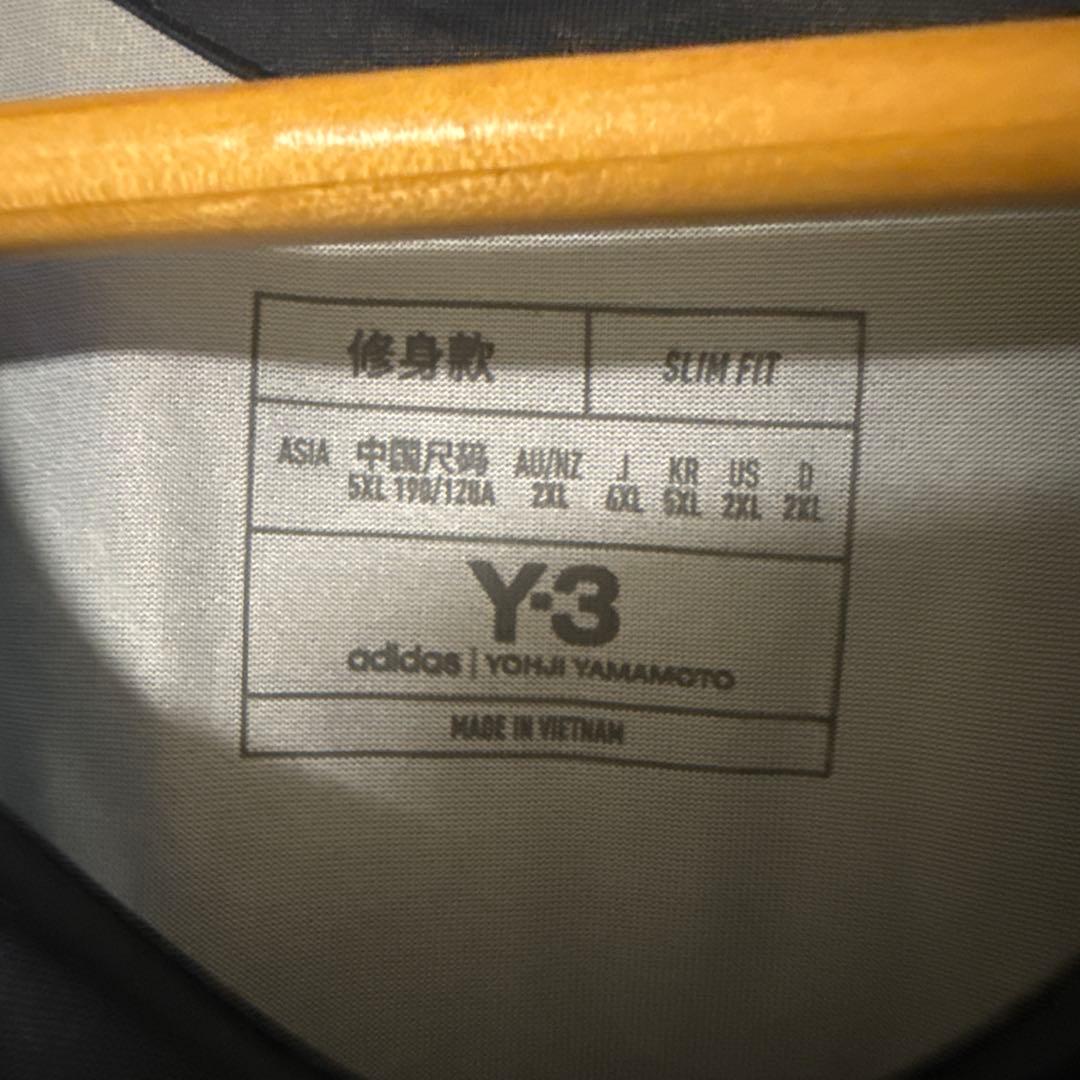 修身款 SLIM FIT
ASIA 中国尺码 AU/NZ J KR US D
5XL 190/128A 2XL 4XL 5XL 2XL 2XL
Y-3
adidas | YOHJI YAMAMOTO
MADE IN VIETNAM